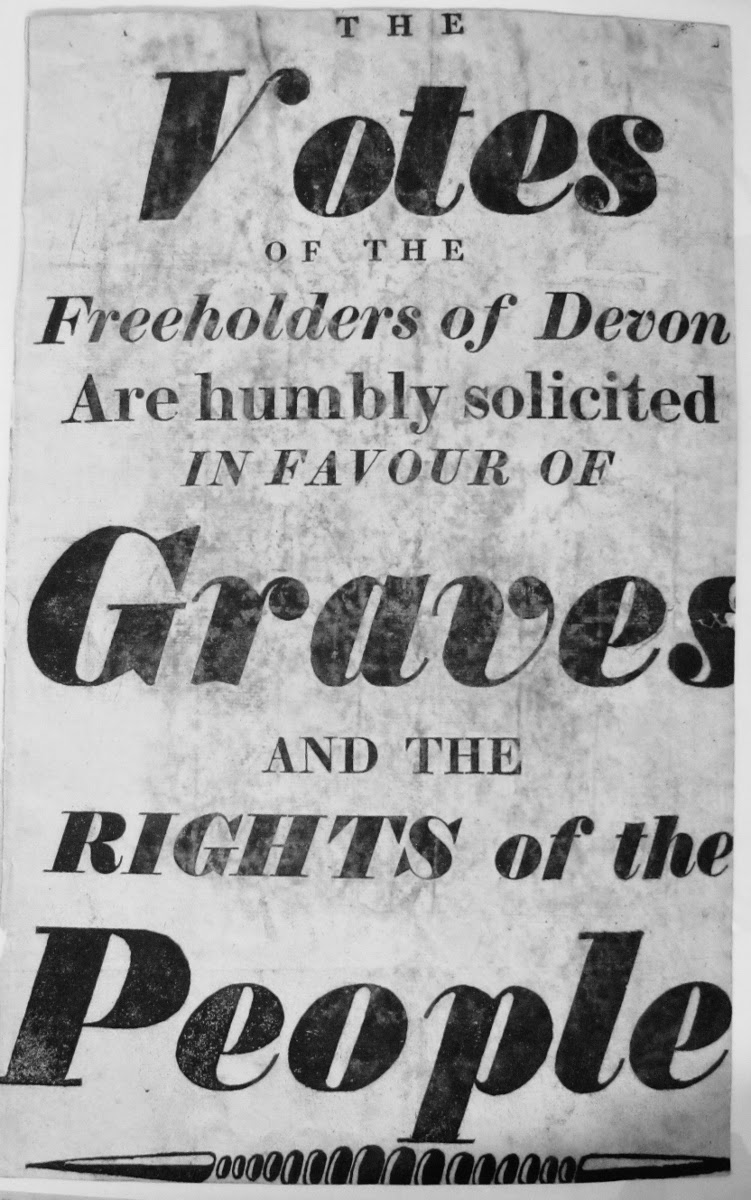 THE
Votes
OF THE
Freeholders of Devon
Are humbly solicited
IN FAVOUR OF
Graves
AND THE
RIGHTS of the
People